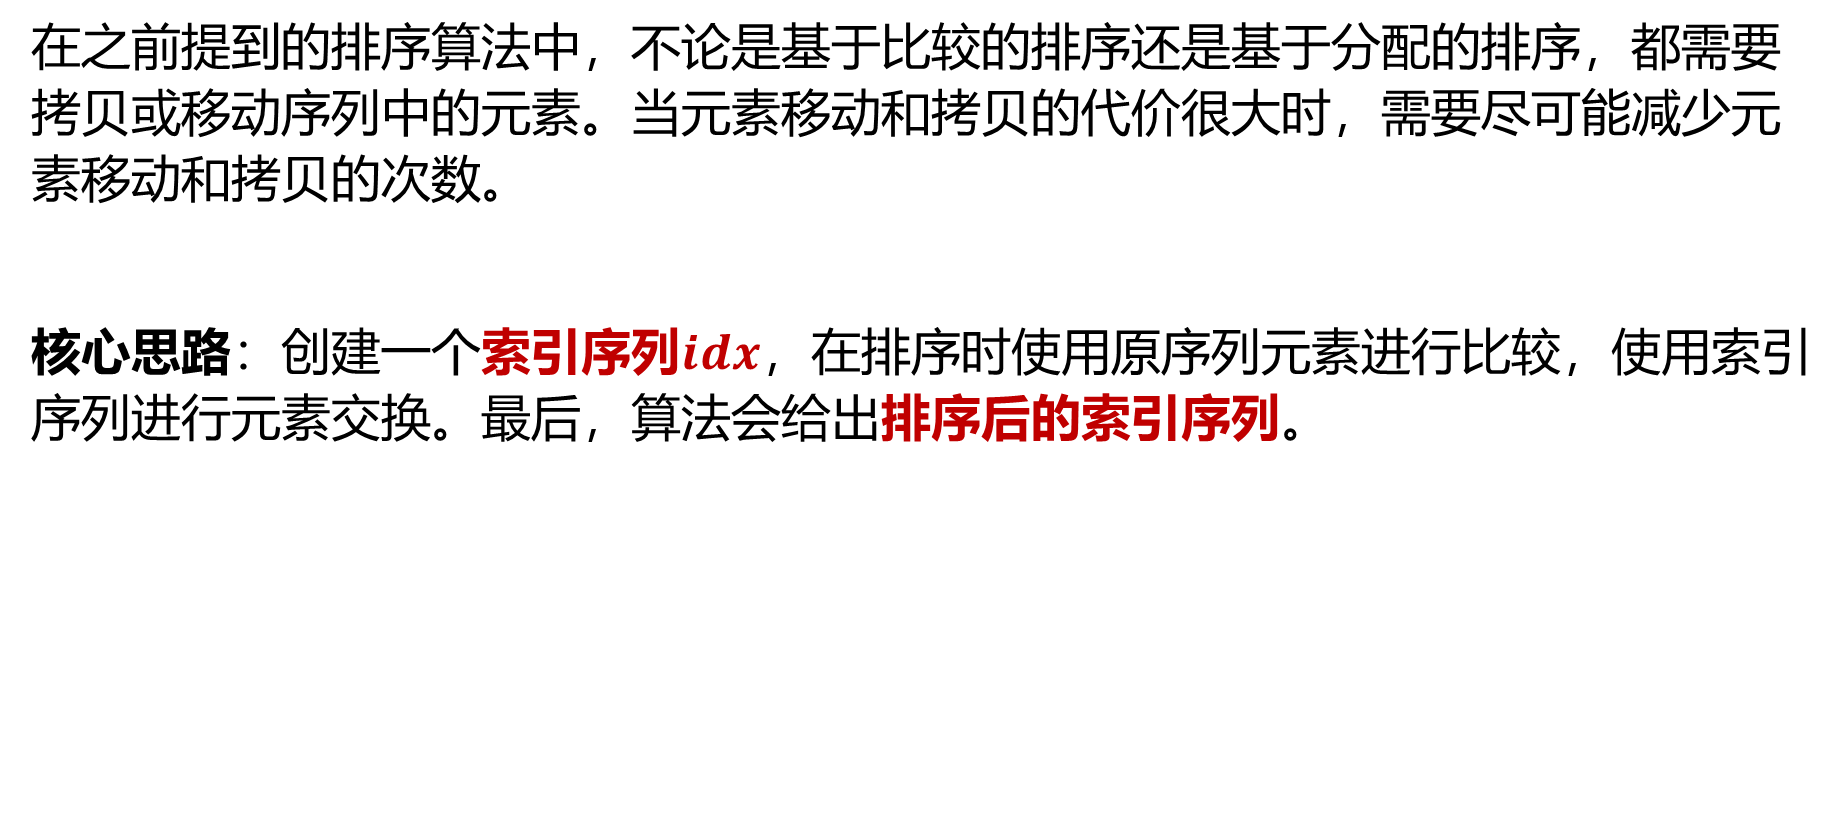 在之前提到的排序算法中，不论是基于比较的排序还是基于分配的排序，都需要
拷贝或移动序列中的元素。当元素移动和拷贝的代价很大时，需要尽可能减少元
素移动和拷贝的次数。
核心思路：创建一个索引序列idx，在排序时使用原序列元素进行比较，使用索引
序列进行元素交换。最后，算法会给出排序后的索引序列。